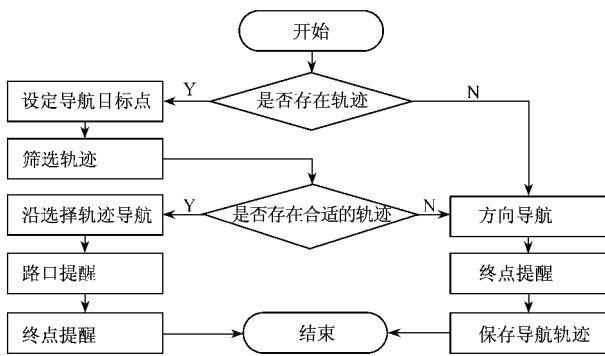 开始
是否存在轨迹
Y
N
设定导航目标点
筛选轨迹
是否存在合适的轨迹
Y
N
沿选择轨迹导航
方向导航
路口提醒
终点提醒
终点提醒
结束
保存导航轨迹